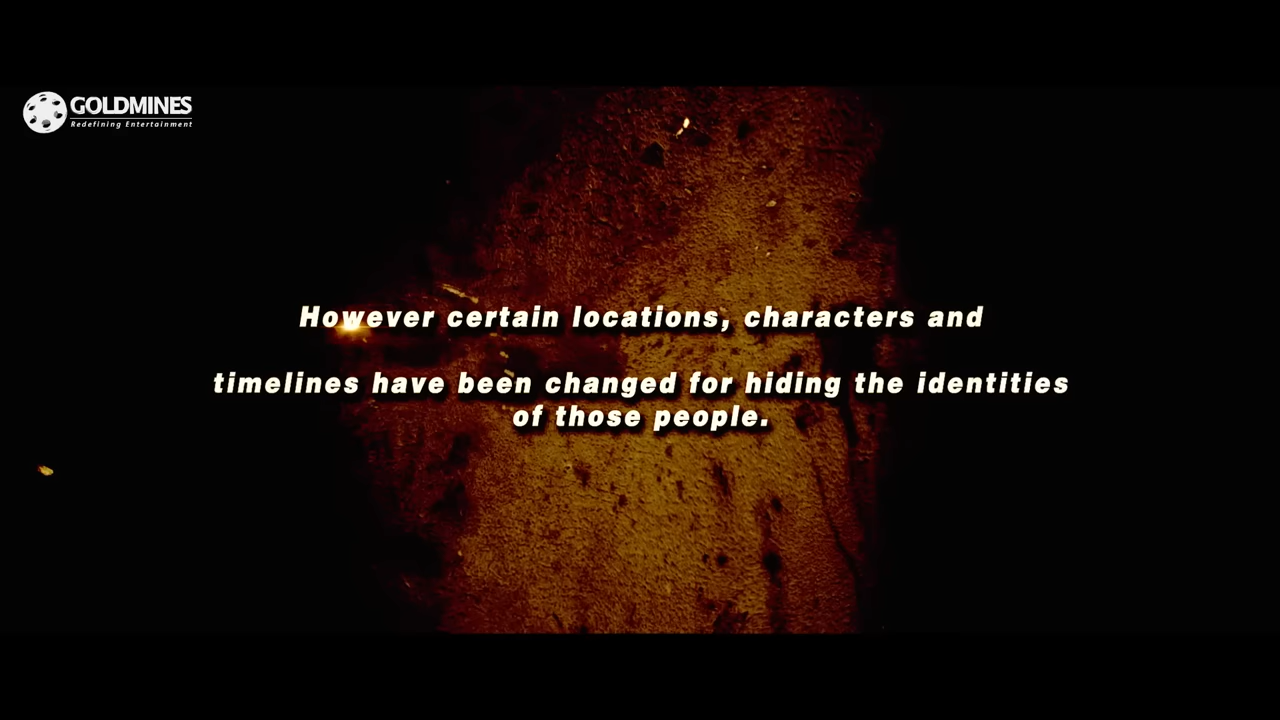 GOLDMINES
Redefining Entertainment
However certain locations, characters and
timelines have been changed for hiding the identities
of those people.